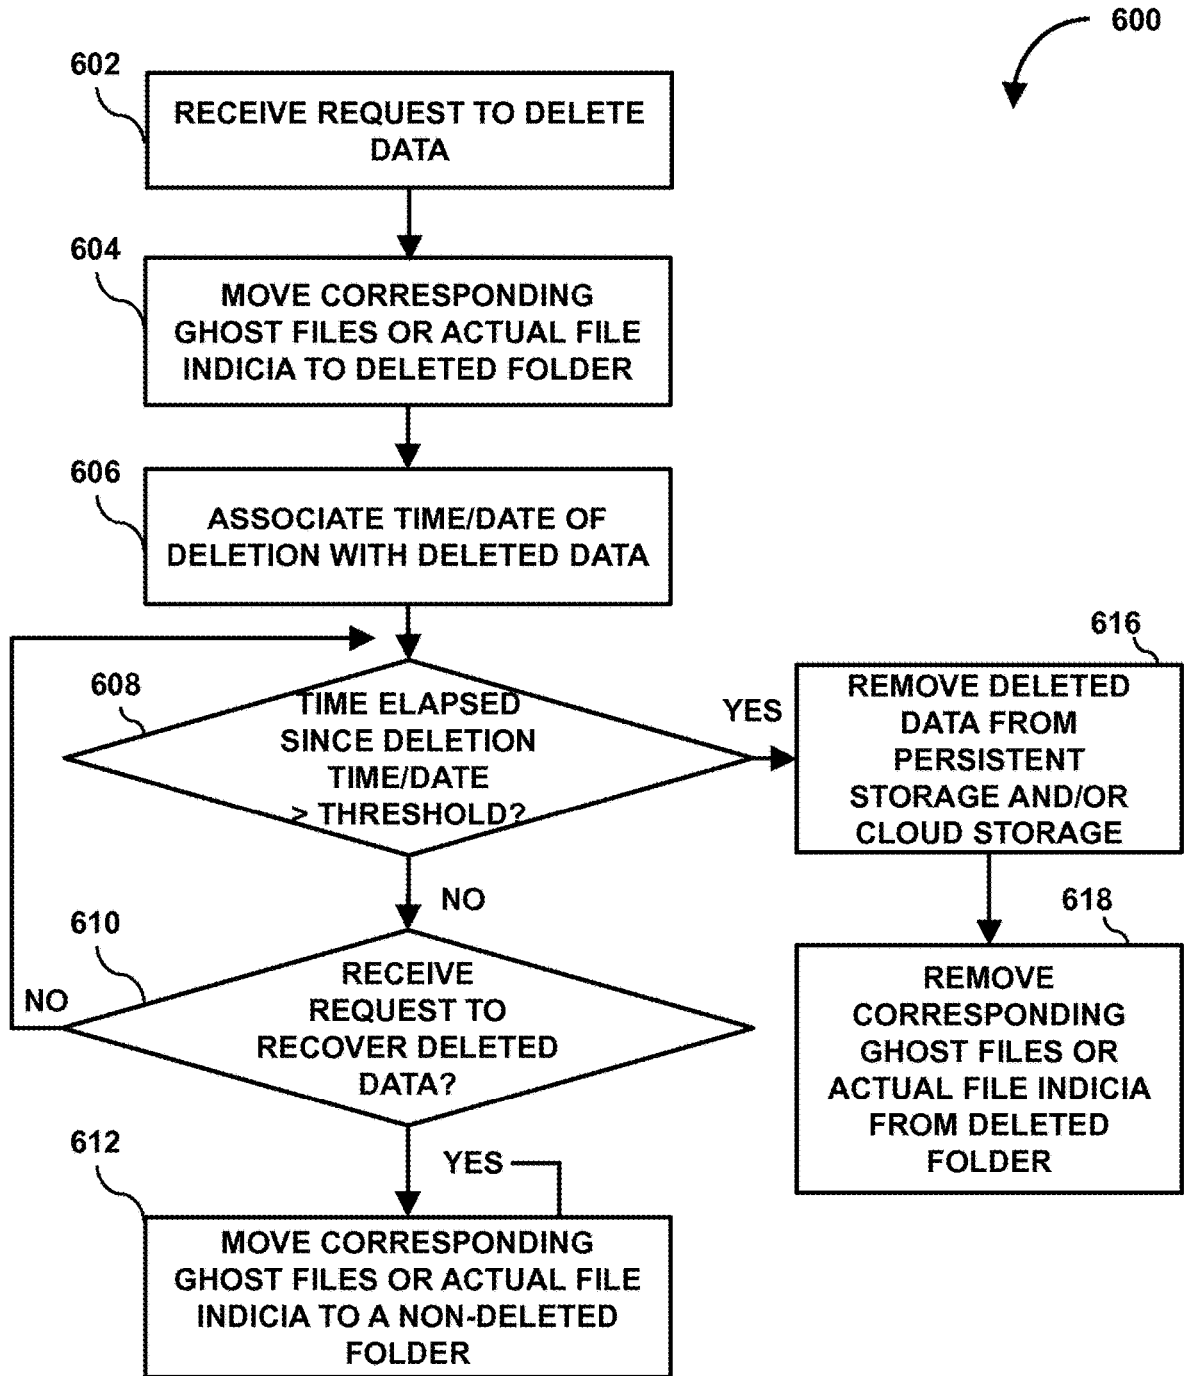 600
602
RECEIVE REQUEST TO DELETE
DATA
604
MOVE CORRESPONDING
GHOST FILES OR ACTUAL FILE
INDICIA TO DELETED FOLDER
606
ASSOCIATE TIME/DATE OF
DELETION WITH DELETED DATA
608
TIME ELAPSED
SINCE DELETION
TIME/DATE
> THRESHOLD?
YES
616
REMOVE DELETED
DATA FROM
PERSISTENT
STORAGE AND/OR
CLOUD STORAGE
NO
610
RECEIVE
REQUEST TO
RECOVER DELETED
DATA?
NO
618
REMOVE
CORRESPONDING
GHOST FILES OR
ACTUAL FILE INDICIA
FROM DELETED
FOLDER
YES
612
MOVE CORRESPONDING
GHOST FILES OR ACTUAL FILE
INDICIA TO A NON-DELETED
FOLDER